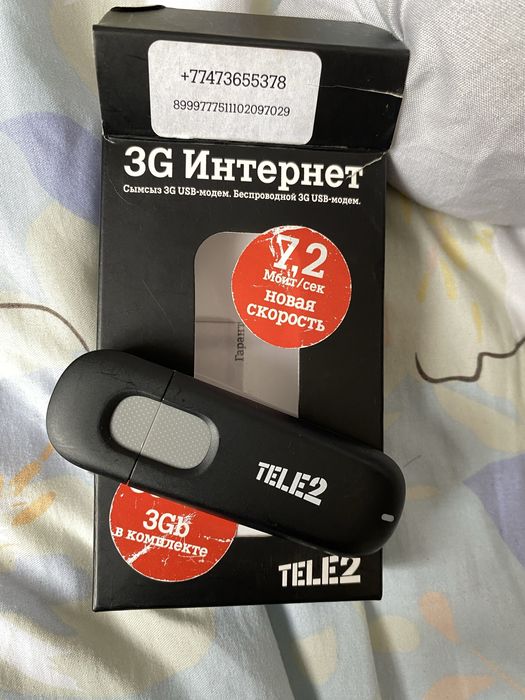 +77473655378
8999777511102097029
3G Интернет
Сымсыз 3G USB-модем. Беспроводной 3G USB-модем.
7,2
Мбит/сек
новая
скорость
TELE2
3Gb
в комплекте
TELE2